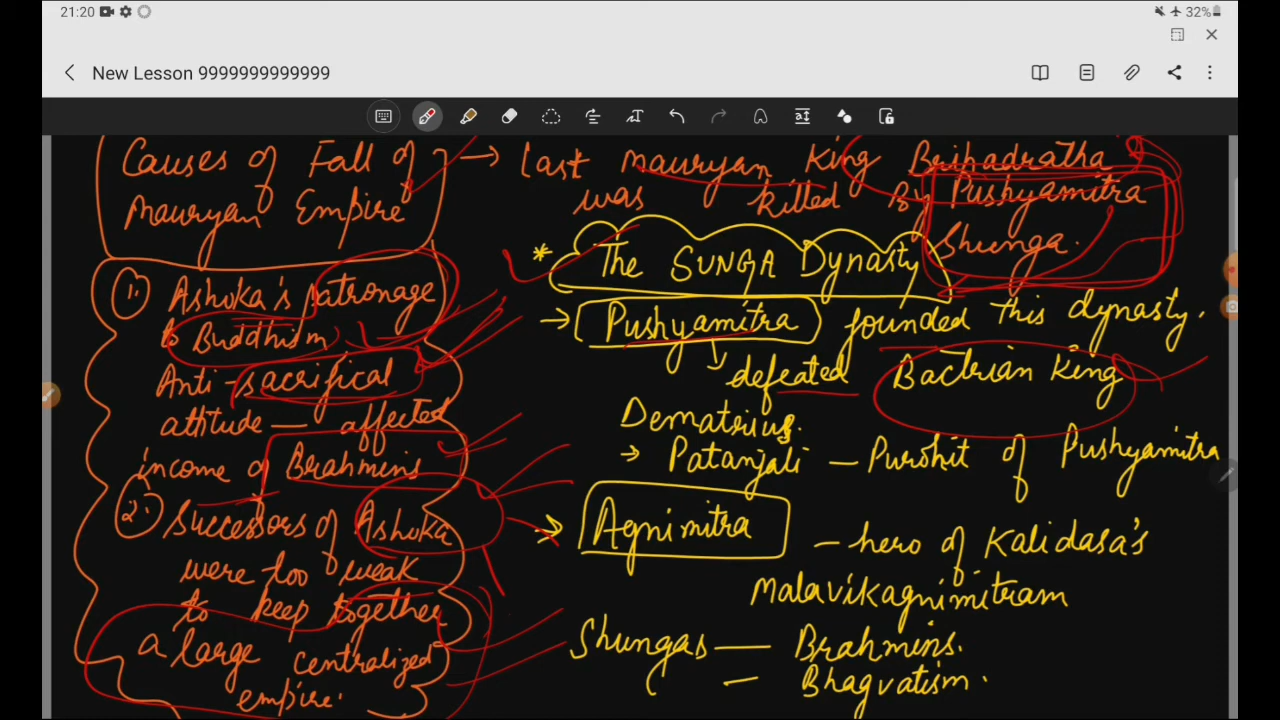 21:20
32%
New Lesson 9999999999999
Causes of Fall of
Mauryan Empire
→ Last Mauryan King Brihadratha
was killed By Pushyamitra
Shunga.
① Ashoka's patronage
to Buddhism
Anti-sacrifical
attitude — affected
income of Brahmins
② Successors of Ashoka
were too weak
to keep together
a large centralized
empire.
* The SUNGA Dynasty
→ Pushyamitra founded this dynasty.
↳ defeated Bactrian King
Dematrius.
→ Patanjali — Purohit of Pushyamitra
→ Agnimitra — hero of Kalidasa's
Malavikagnimitram
Shungas — Brahmins.
— Bhagvatism.